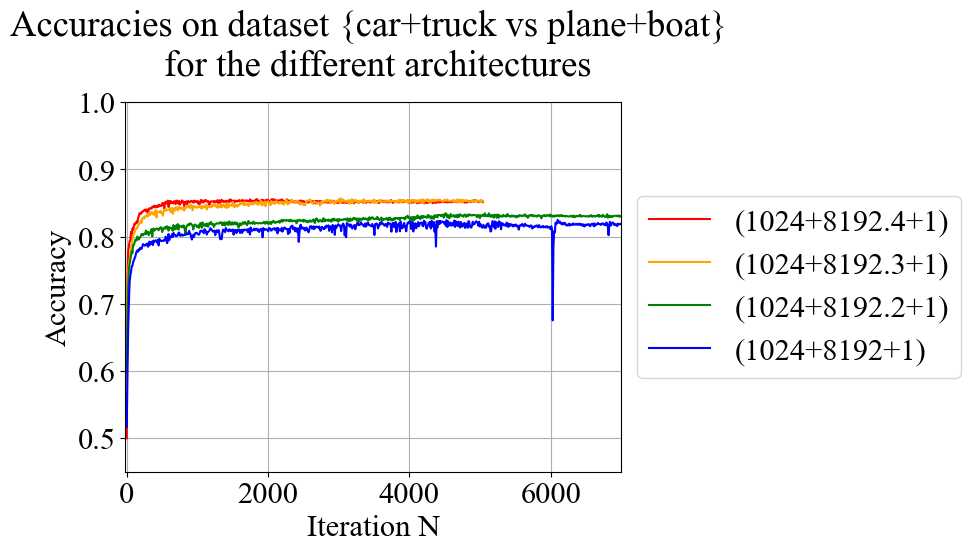 Accuracies on dataset {car+truck vs plane+boat}
for the different architectures
1.0
0.9
0.8
0.7
0.6
0.5
Accuracy
0 2000 4000 6000
Iteration N
(1024+8192.4+1)
(1024+8192.3+1)
(1024+8192.2+1)
(1024+8192+1)